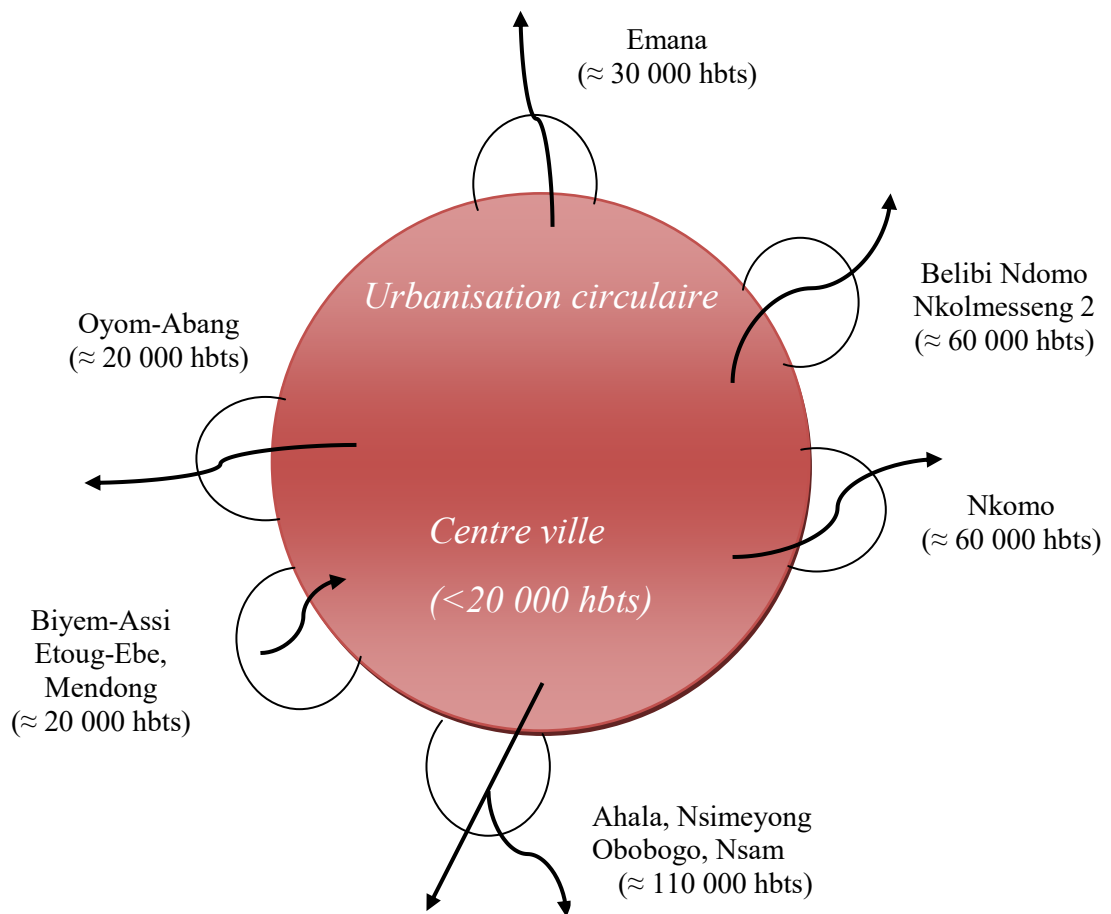 Emana
(≈ 30 000 hbts)
Belibi Ndomo
Nkolmesseng 2
(≈ 60 000 hbts)
Urbanisation circulaire
Oyom-Abang
(≈ 20 000 hbts)
Nkomo
(≈ 60 000 hbts)
Centre ville
(<20 000 hbts)
Biyem-Assi
Etoug-Ebe,
Mendong
(≈ 20 000 hbts)
Ahala, Nsimeyong
Obobogo, Nsam
(≈ 110 000 hbts)